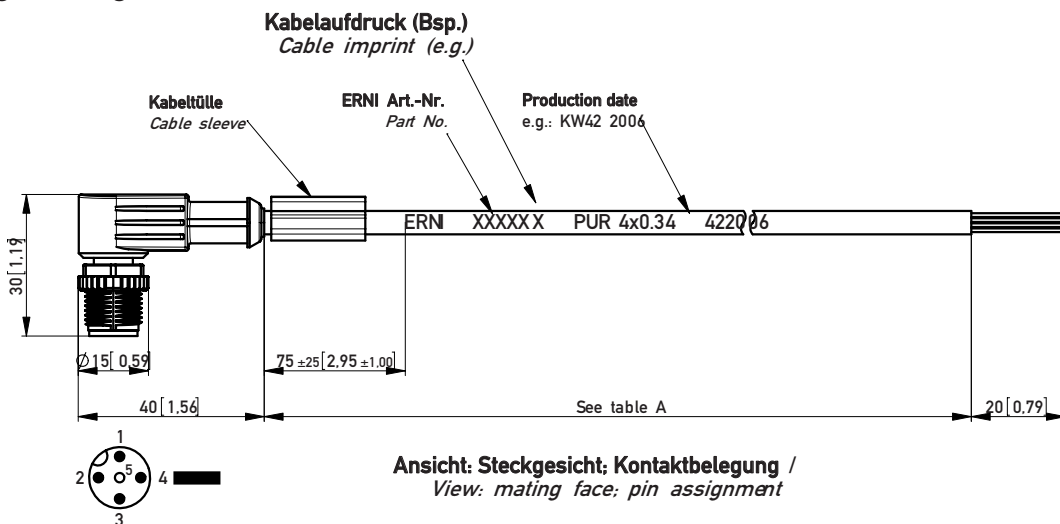 Kabelaufdruck (Bsp.)
Cable imprint (e.g.)
Kabeltülle
Cable sleeve
ERNI Art.-Nr.
Part No.
Production date
e.g.: KW42 2006
ERNI XXXXXX PUR 4x0.34 422006
30[1.19]
Ø15[0,59]
75 ±25[2,95 ±1,00]
40[1,56]
See table A
20[0,79]
1
2 5 4
3
Ansicht: Steckgesicht; Kontaktbelegung /
View: mating face; pin assignment